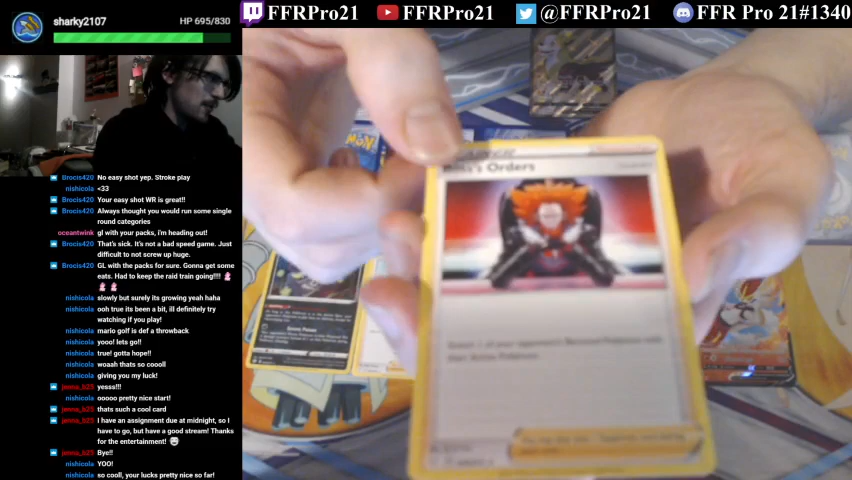 sharky2107
HP 695/830
FFRPro21
FFRPro21
@FFRPro21
FFR Pro 21#1340
Brocis420 No easy shot yep. Stroke play
nishicola <33
Brocis420 Your easy shot WR is great!!
Brocis420 Always thought you would run some single
round categories
oceantwink gl with your packs, i'm heading out!
Brocis420 That's sick. It's not a bad speed game. Just
difficult to not screw up huge.
Brocis420 GL with the packs for sure. Gonna get some
eats. Had to keep the raid train going!!!!
nishicola slowly but surely its growing yeah haha
nishicola ooh true its been a bit, ill definitely try
watching if you play!
nishicola mario golf is def a throwback
nishicola yooo! lets go!!
nishicola true! gotta hope!!
nishicola woaah thats so coooll
nishicola giving you my luck!
jenna_b25 yesss!!!
nishicola ooooo pretty nice start!
jenna_b25 thats such a cool card
jenna_b25 I have an assignment due at midnight, so I
have to go, but have a good stream! Thanks
for the entertainment!
jenna_b25 Bye!!
nishicola YOO!
nishicola so cooll, your lucks pretty nice so far!
Boss's Orders